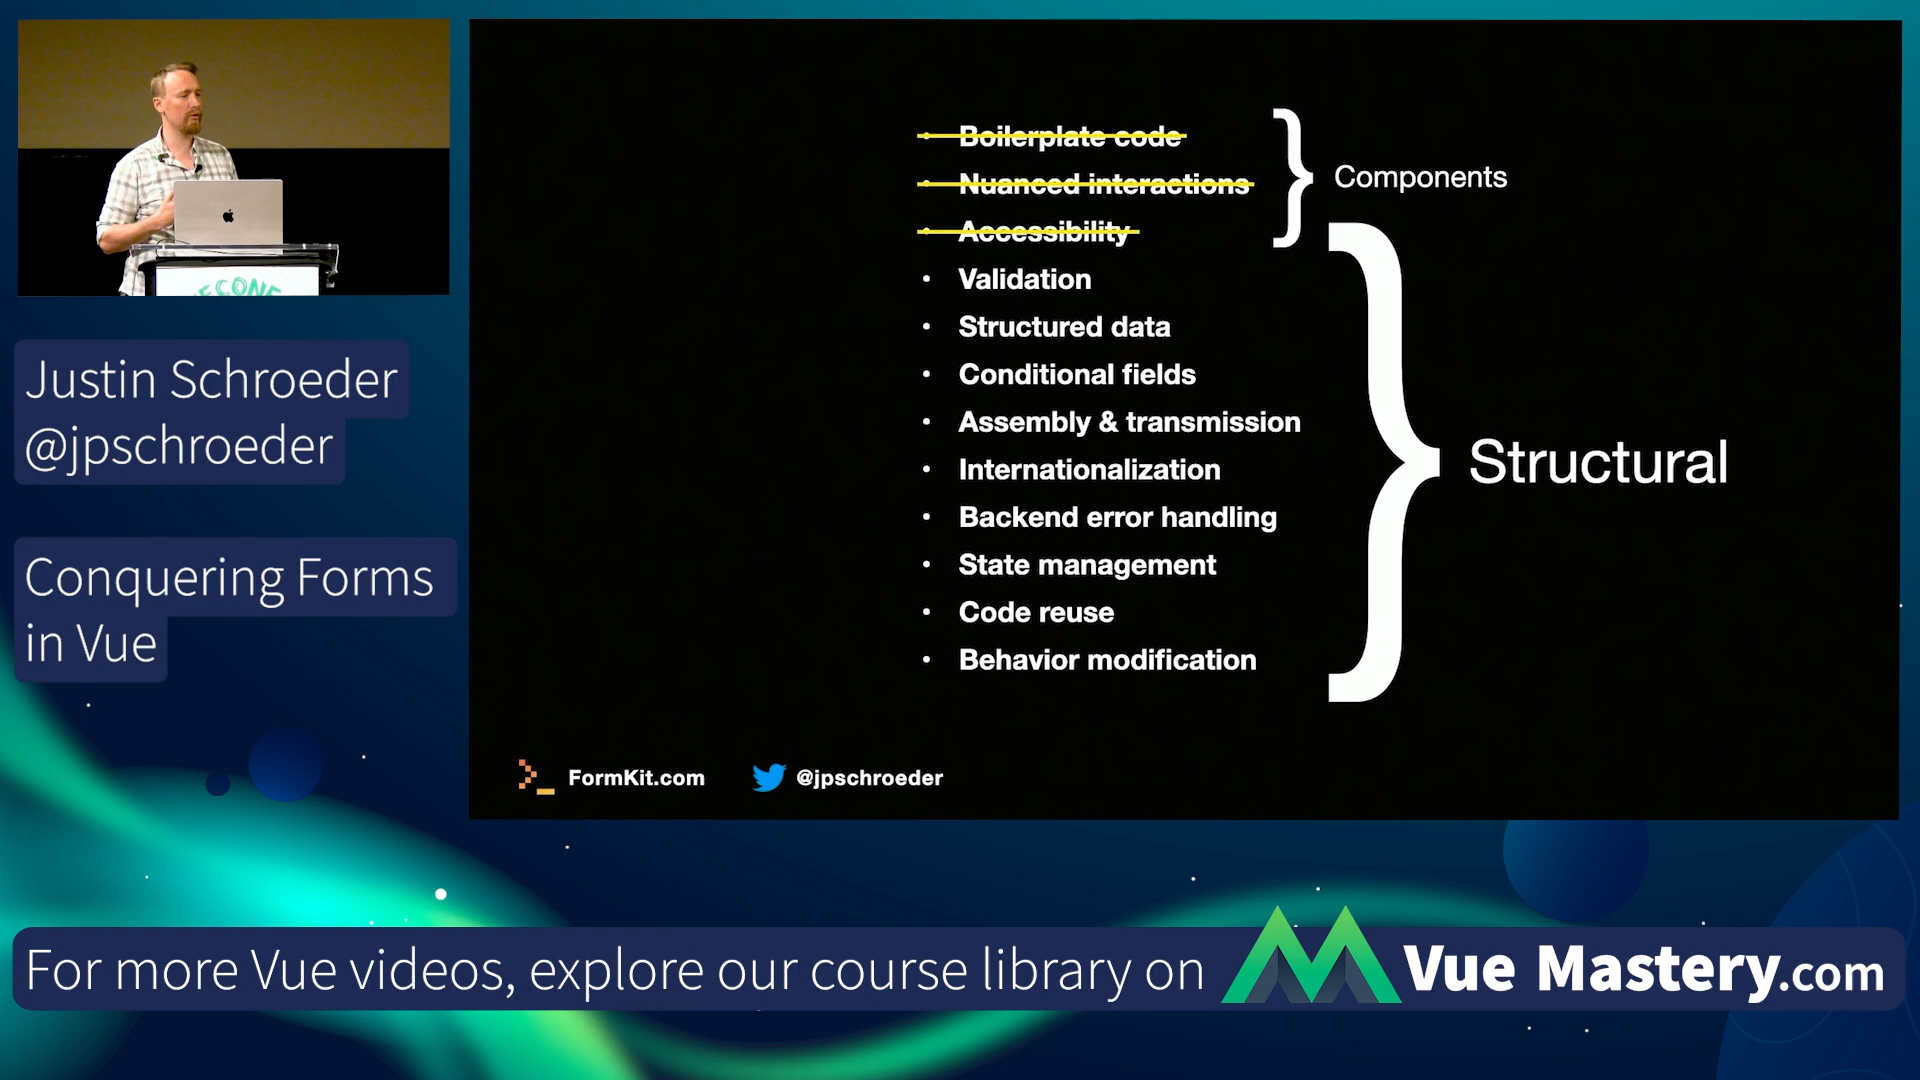 ECONF
Justin Schroeder
@jpschroeder
Conquering Forms
in Vue
• Boilerplate code
• Nuanced interactions
• Accessibility
Components
• Validation
• Structured data
• Conditional fields
• Assembly & transmission
• Internationalization
• Backend error handling
• State management
• Code reuse
• Behavior modification
Structural
FormKit.com
@jpschroeder
For more Vue videos, explore our course library on
Vue Mastery.com